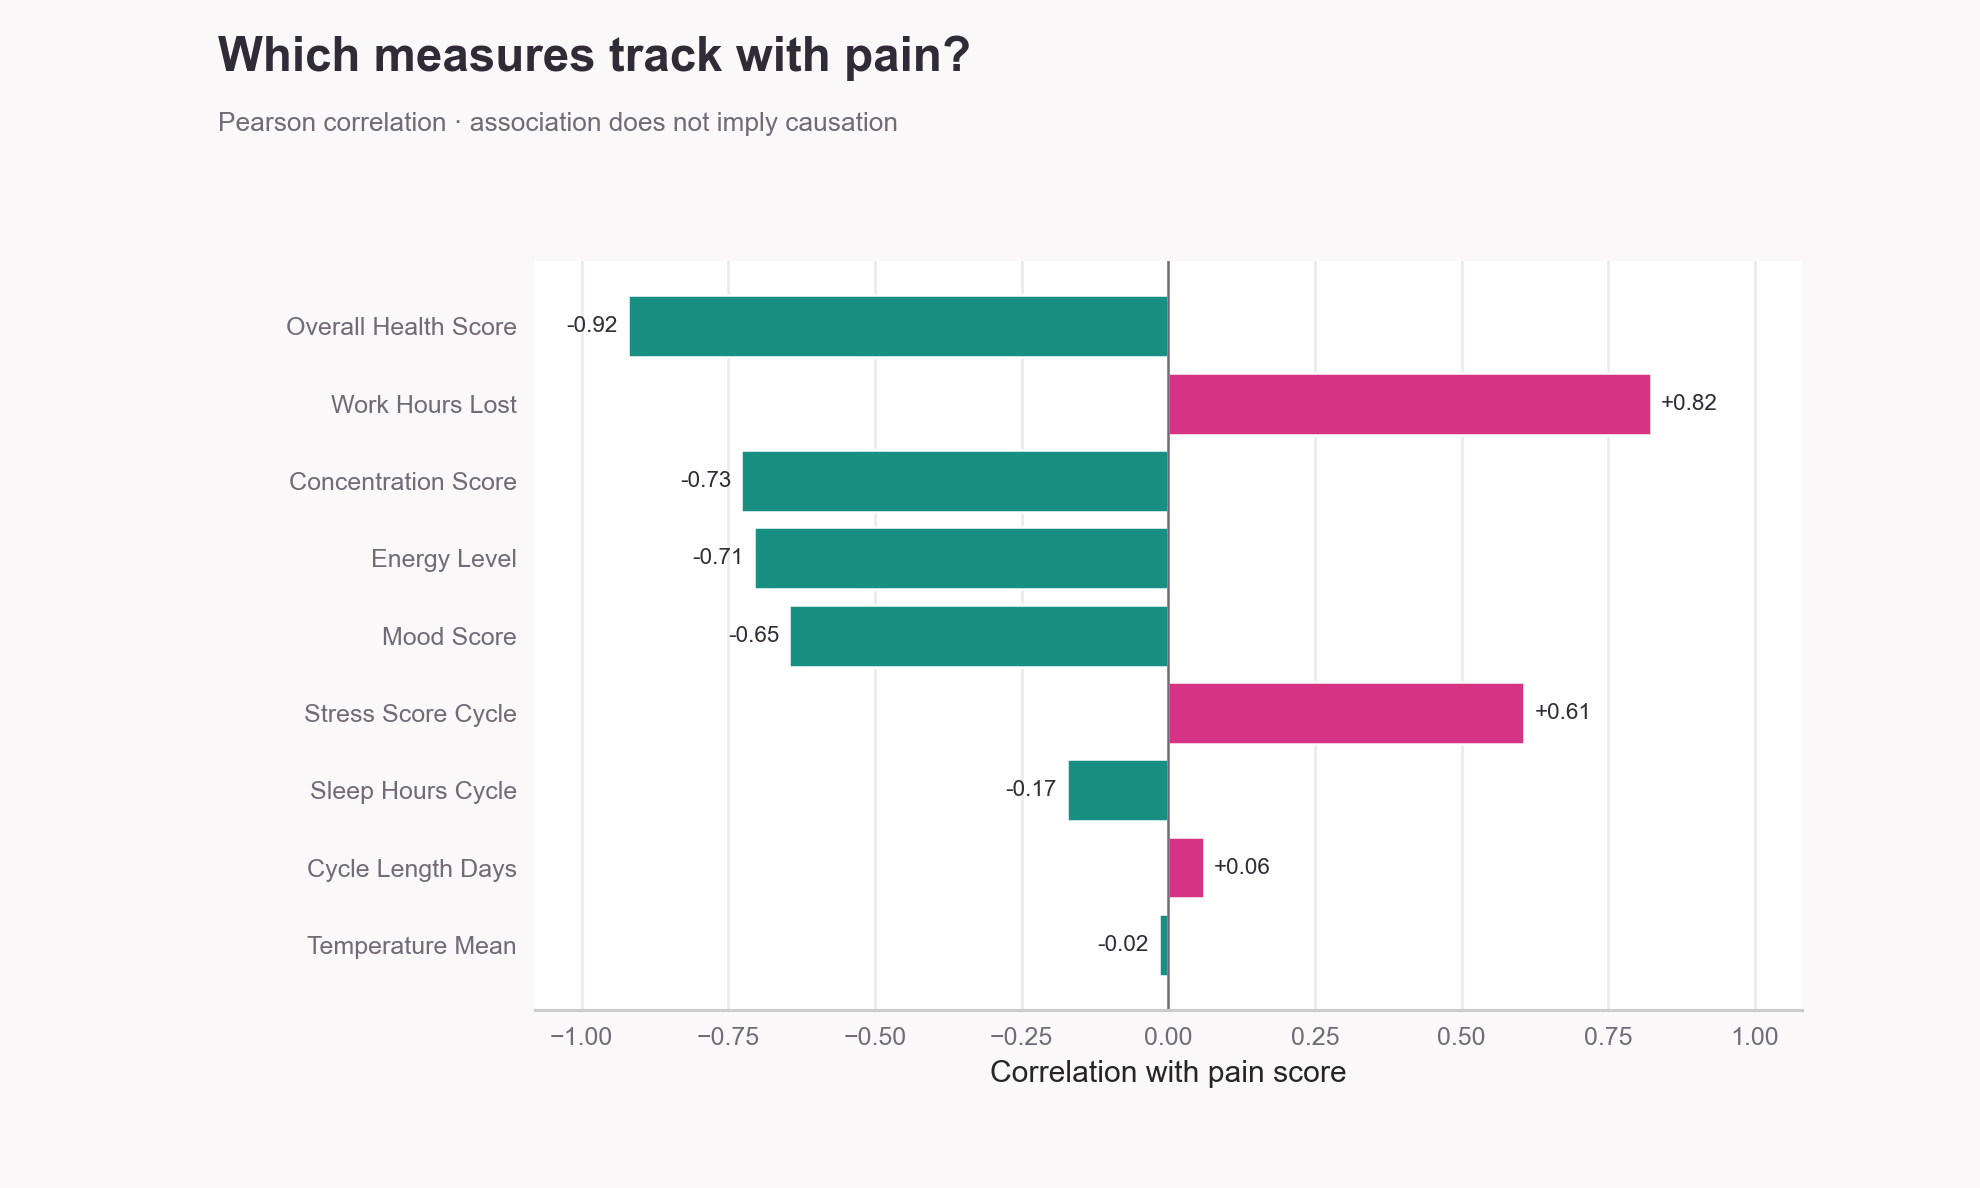 Which measures track with pain?
Pearson correlation · association does not imply causation
Overall Health Score -0.92
Work Hours Lost +0.82
Concentration Score -0.73
Energy Level -0.71
Mood Score -0.65
Stress Score Cycle +0.61
Sleep Hours Cycle -0.17
Cycle Length Days +0.06
Temperature Mean -0.02
−1.00 −0.75 −0.50 −0.25 0.00 0.25 0.50 0.75 1.00
Correlation with pain score